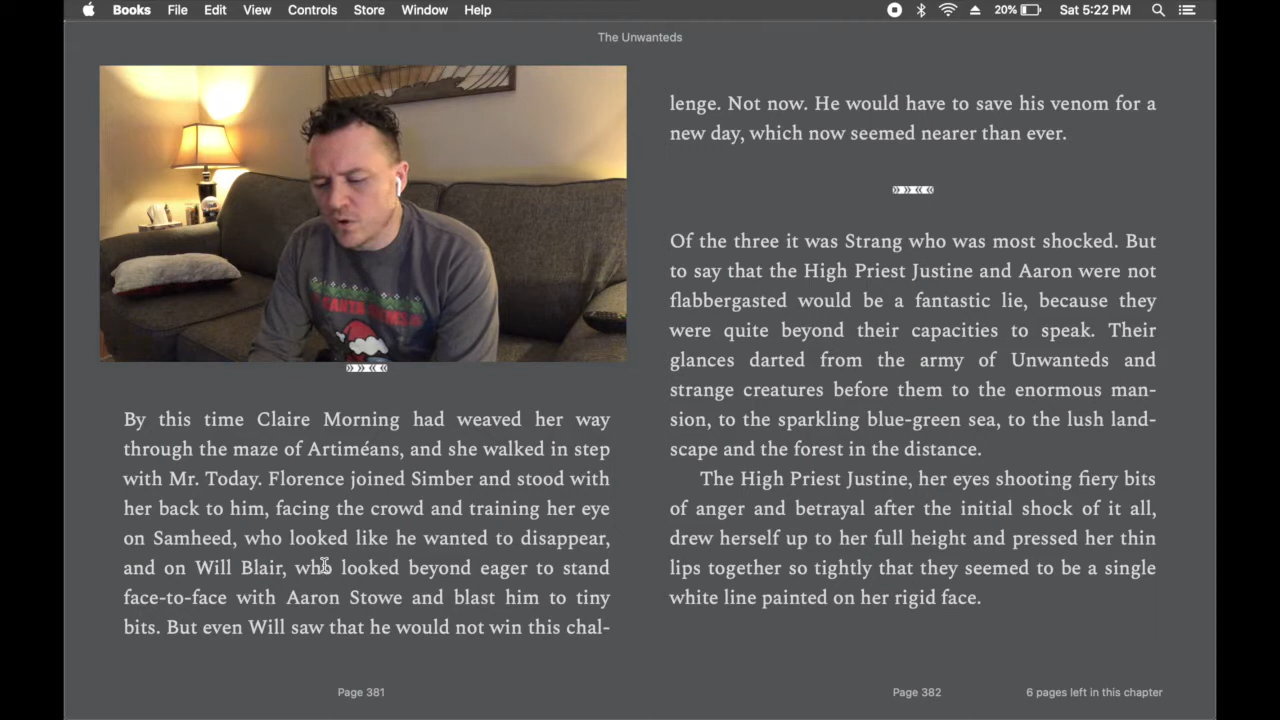 Books File Edit View Controls Store Window Help
20% Sat 5:22 PM
The Unwanteds
By this time Claire Morning had weaved her way
through the maze of Artiméans, and she walked in step
with Mr. Today. Florence joined Simber and stood with
her back to him, facing the crowd and training her eye
on Samheed, who looked like he wanted to disappear,
and on Will Blair, who looked beyond eager to stand
face-to-face with Aaron Stowe and blast him to tiny
bits. But even Will saw that he would not win this chal-
Page 381
lenge. Not now. He would have to save his venom for a
new day, which now seemed nearer than ever.
Of the three it was Strang who was most shocked. But
to say that the High Priest Justine and Aaron were not
flabbergasted would be a fantastic lie, because they
were quite beyond their capacities to speak. Their
glances darted from the army of Unwanteds and
strange creatures before them to the enormous man-
sion, to the sparkling blue-green sea, to the lush land-
scape and the forest in the distance.
The High Priest Justine, her eyes shooting fiery bits
of anger and betrayal after the initial shock of it all,
drew herself up to her full height and pressed her thin
lips together so tightly that they seemed to be a single
white line painted on her rigid face.
Page 382
6 pages left in this chapter